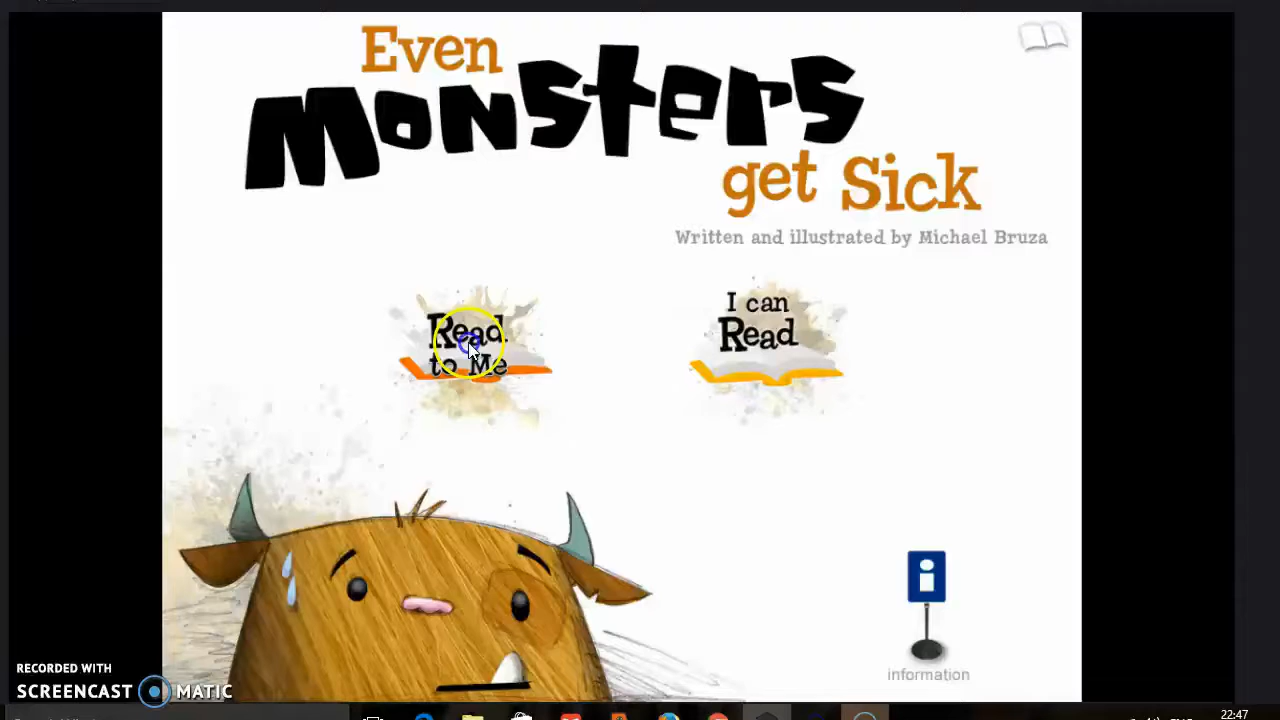 Even
Monsters
get Sick
Written and illustrated by Michael Bruza
Read
to Me
I can
Read
i
information
RECORDED WITH
SCREENCAST MATIC
22:47